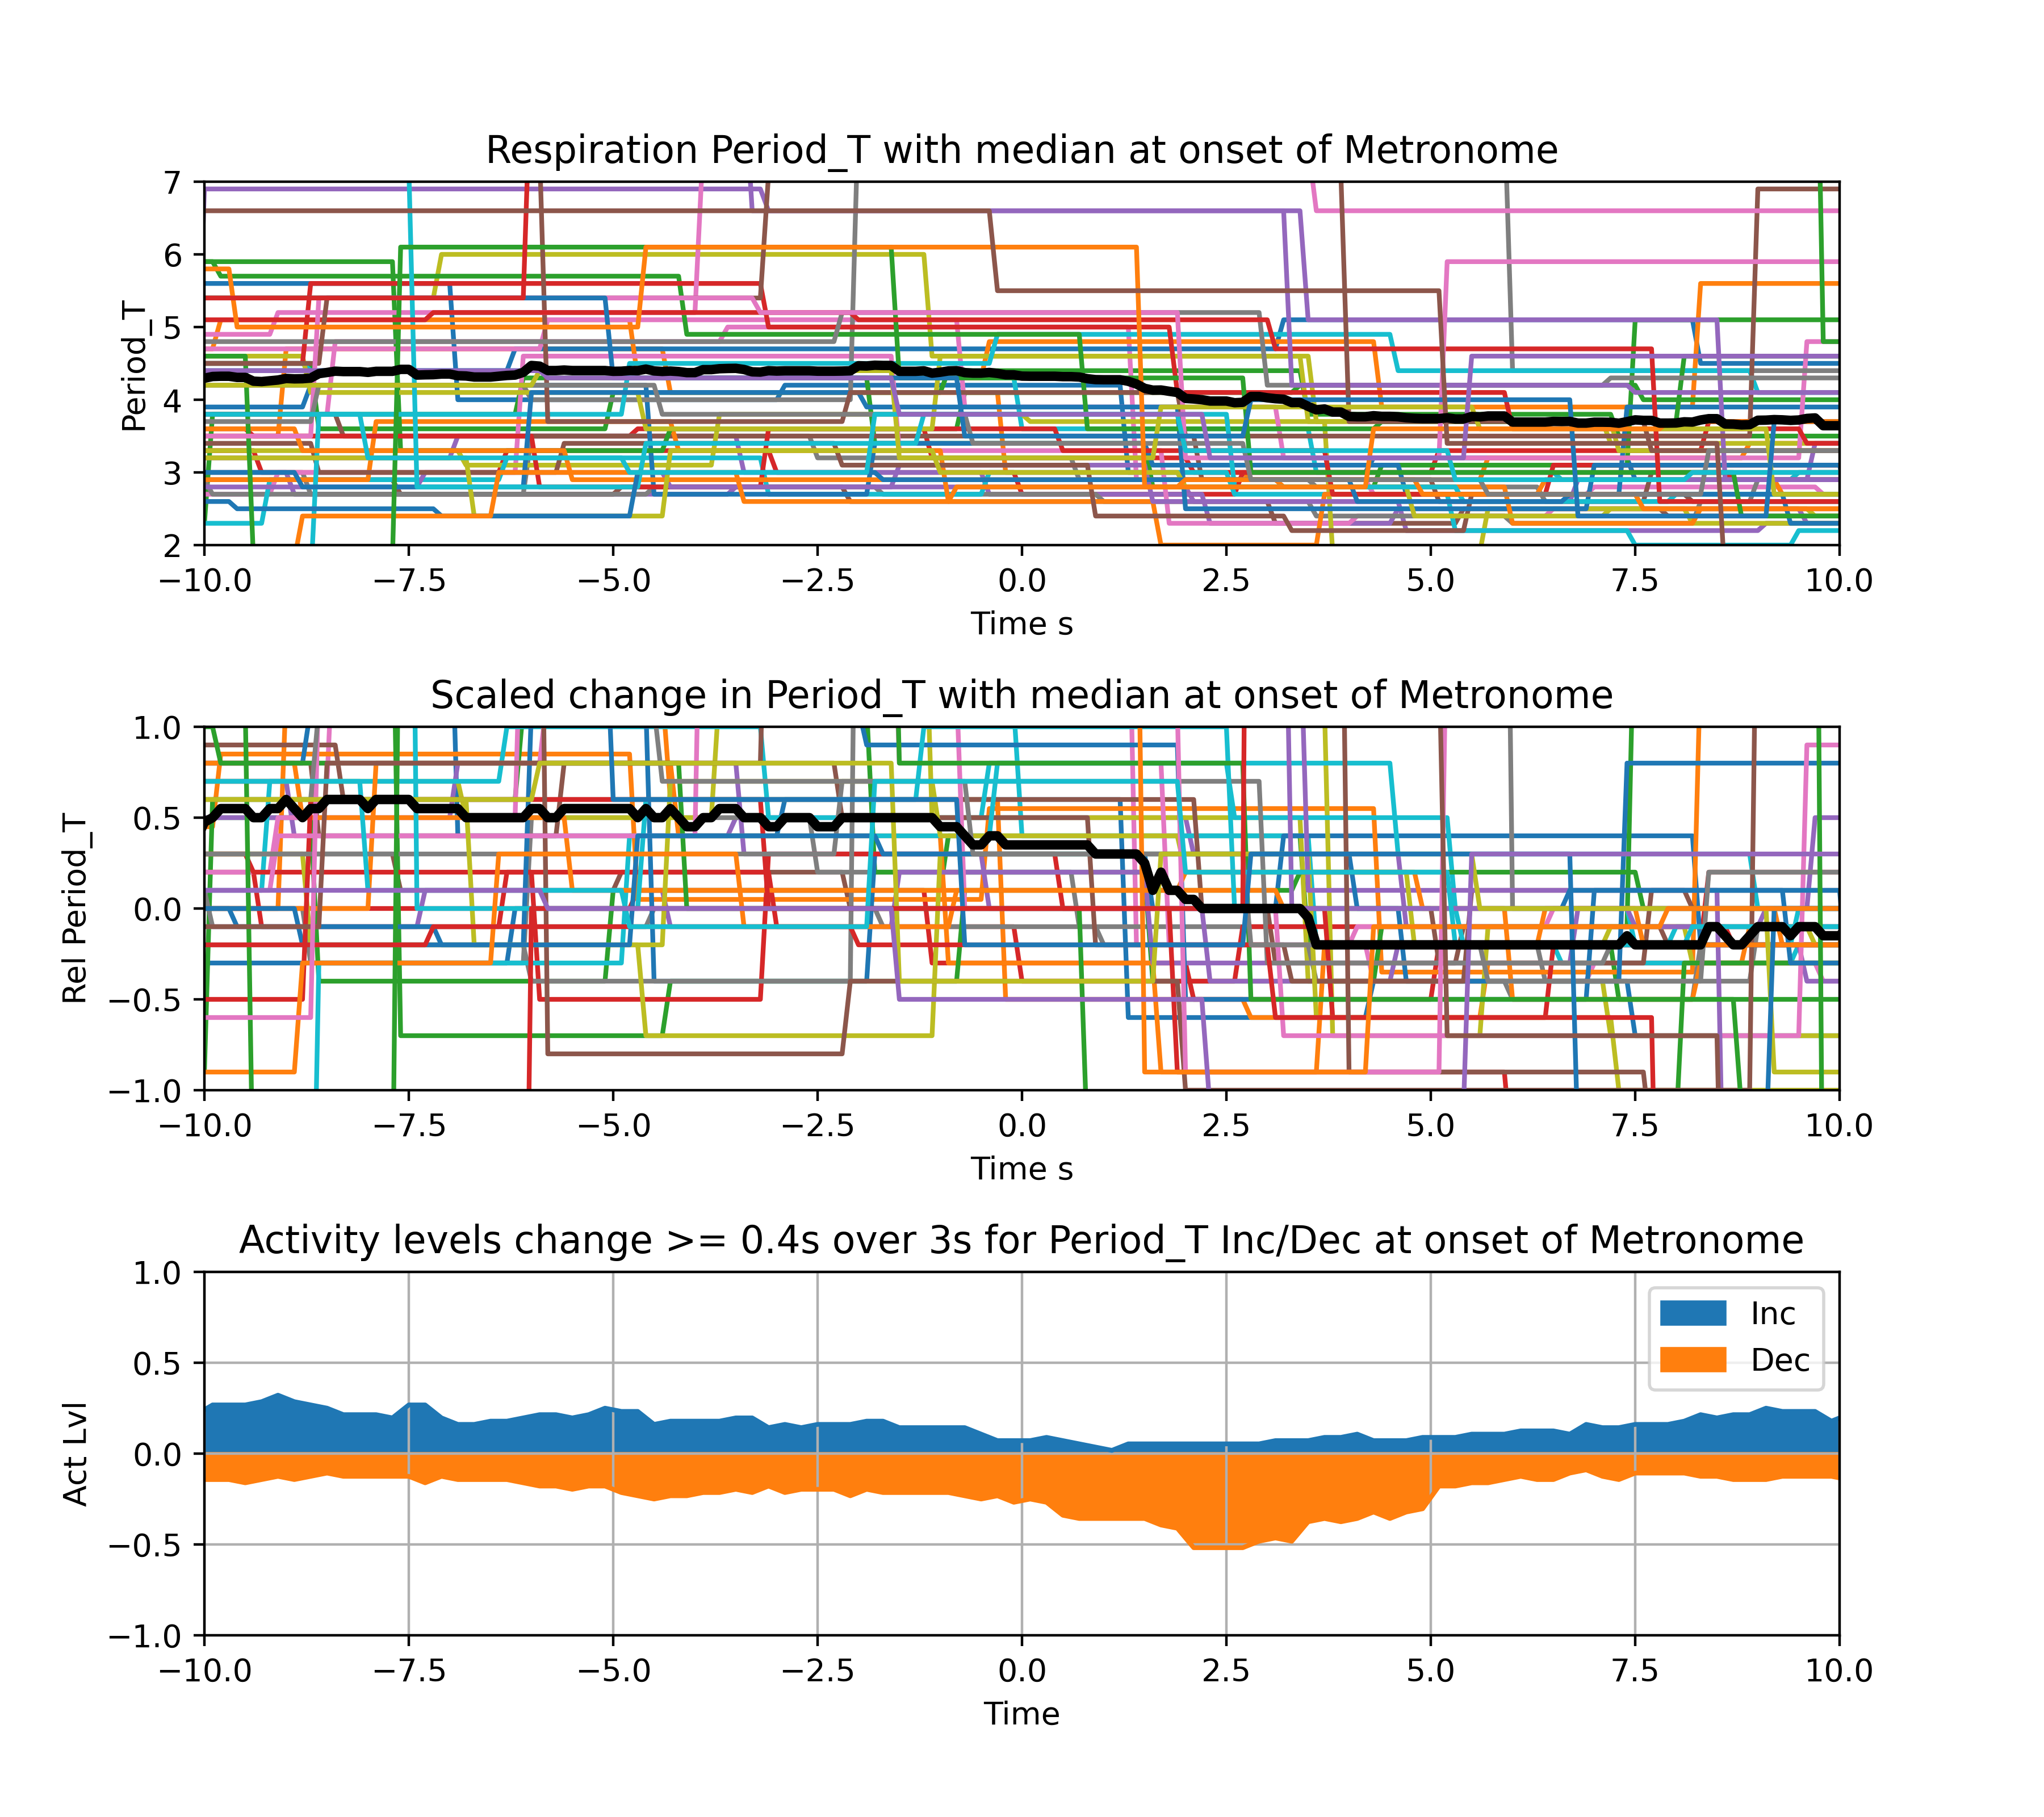 Respiration Period_T with median at onset of Metronome
7
6
5
4
3
2
Period_T
−10.0 −7.5 −5.0 −2.5 0.0 2.5 5.0 7.5 10.0
Time s
Scaled change in Period_T with median at onset of Metronome
1.0
0.5
0.0
−0.5
−1.0
Rel Period_T
−10.0 −7.5 −5.0 −2.5 0.0 2.5 5.0 7.5 10.0
Time s
Activity levels change >= 0.4s over 3s for Period_T Inc/Dec at onset of Metronome
1.0
0.5
0.0
−0.5
−1.0
Act Lvl
Inc
Dec
−10.0 −7.5 −5.0 −2.5 0.0 2.5 5.0 7.5 10.0
Time